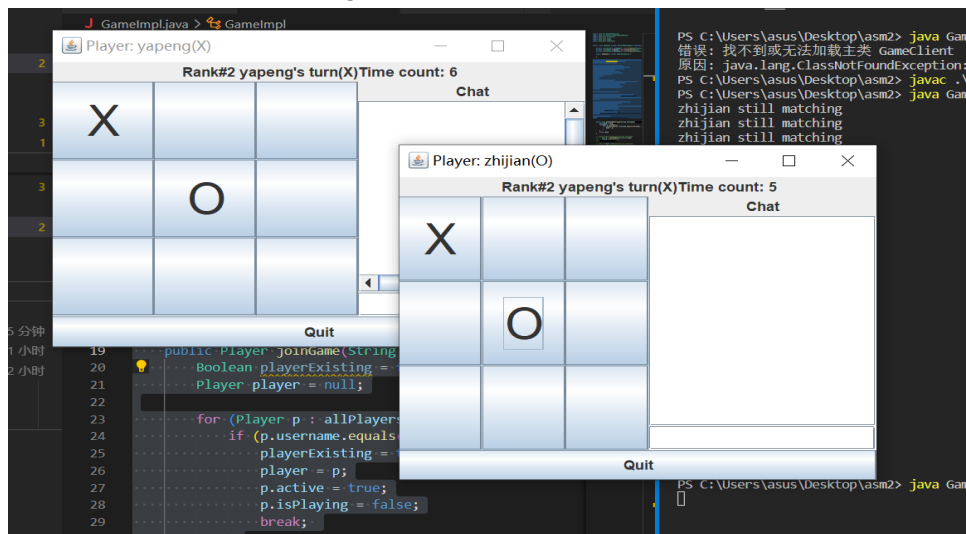 J GameImpl.java > GameImpl
Player: yapeng(X)
Rank#2 yapeng's turn(X)Time count: 6
Chat
X
O
Quit
Player: zhijian(O)
Rank#2 yapeng's turn(X)Time count: 5
Chat
X
O
Quit
2
3
1
3
2
5 分钟
1 小时
2 小时
19 public Player joinGame(String
20 Boolean playerExisting =
21 Player player = null;
22
23 for (Player p : allPlayers
24 if (p.username.equals
25 playerExisting =
26 player = p;
27 p.active = true;
28 p.isPlaying = false;
29 break;
PS C:\Users\asus\Desktop\asm2> java Gam
错误: 找不到或无法加载主类 GameClient
原因: java.lang.ClassNotFoundException:
PS C:\Users\asus\Desktop\asm2> javac .\
PS C:\Users\asus\Desktop\asm2> java Gam
zhijian still matching
zhijian still matching
zhijian still matching
PS C:\Users\asus\Desktop\asm2> java Gam